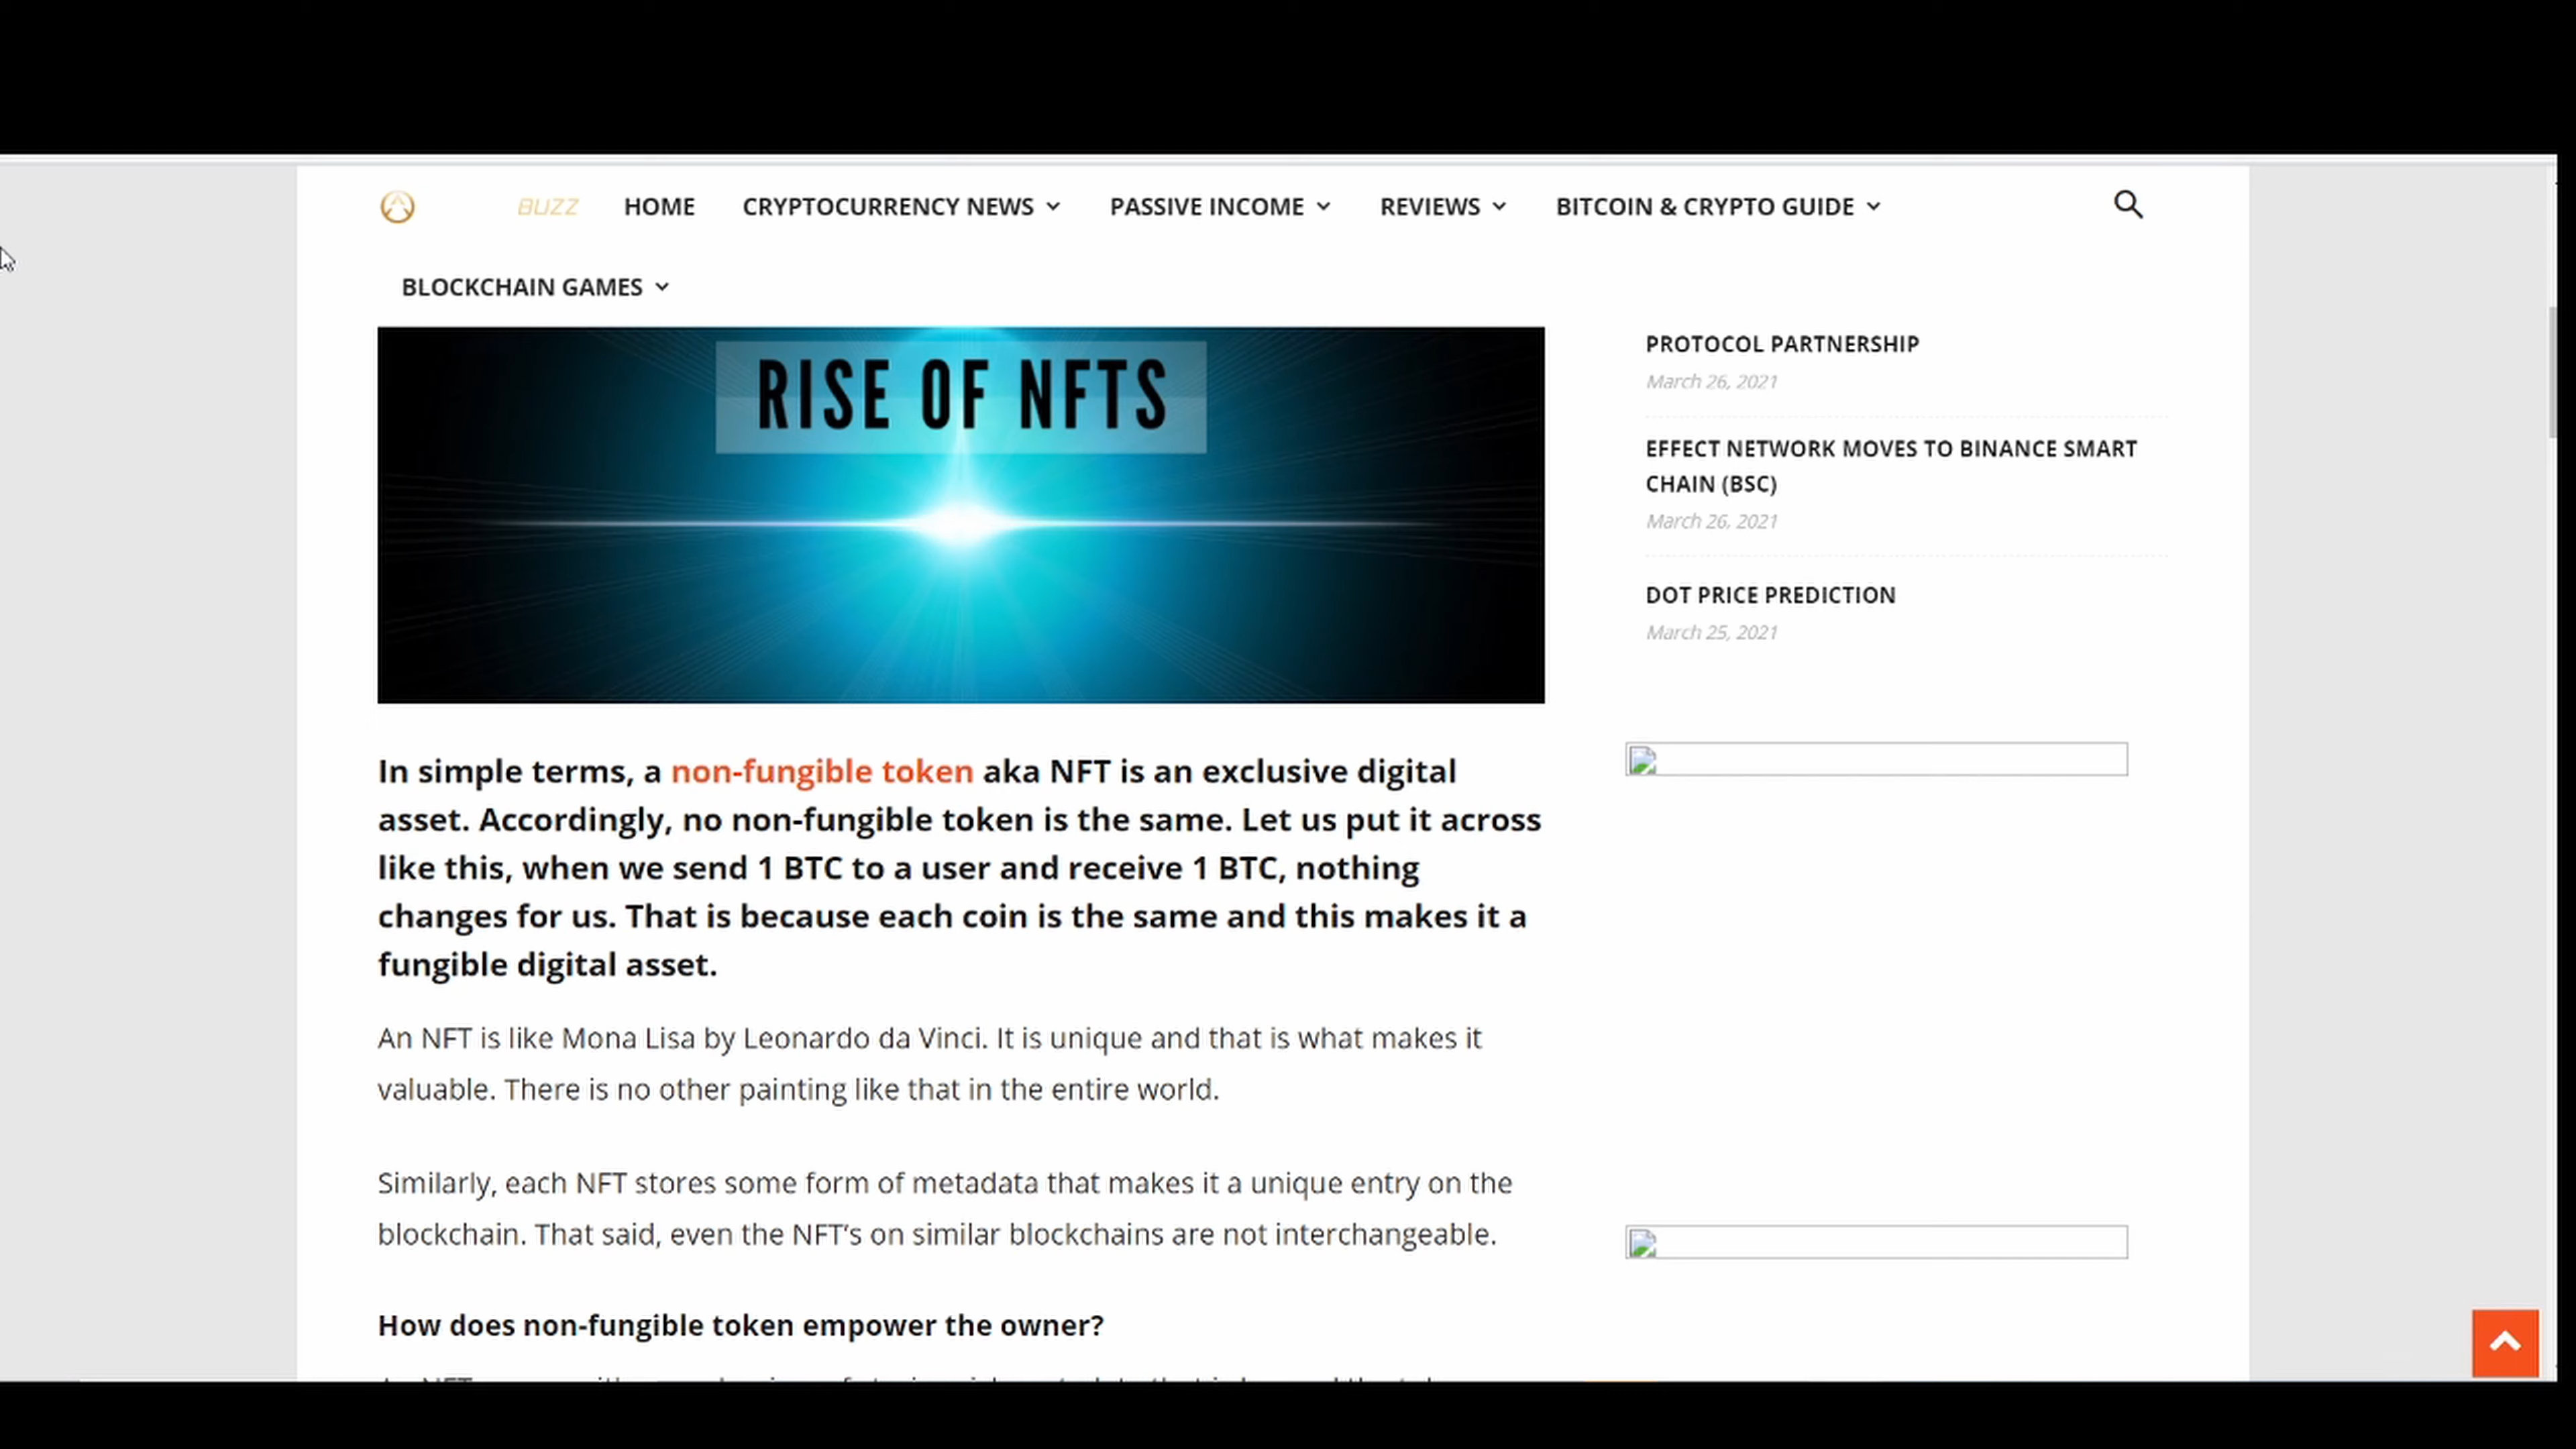 BUZZ HOME CRYPTOCURRENCY NEWS PASSIVE INCOME REVIEWS BITCOIN & CRYPTO GUIDE
BLOCKCHAIN GAMES
RISE OF NFTS
In simple terms, a non-fungible token aka NFT is an exclusive digital
asset. Accordingly, no non-fungible token is the same. Let us put it across
like this, when we send 1 BTC to a user and receive 1 BTC, nothing
changes for us. That is because each coin is the same and this makes it a
fungible digital asset.
An NFT is like Mona Lisa by Leonardo da Vinci. It is unique and that is what makes it
valuable. There is no other painting like that in the entire world.
Similarly, each NFT stores some form of metadata that makes it a unique entry on the
blockchain. That said, even the NFT's on similar blockchains are not interchangeable.
How does non-fungible token empower the owner?
PROTOCOL PARTNERSHIP
March 26, 2021
EFFECT NETWORK MOVES TO BINANCE SMART
CHAIN (BSC)
March 26, 2021
DOT PRICE PREDICTION
March 25, 2021